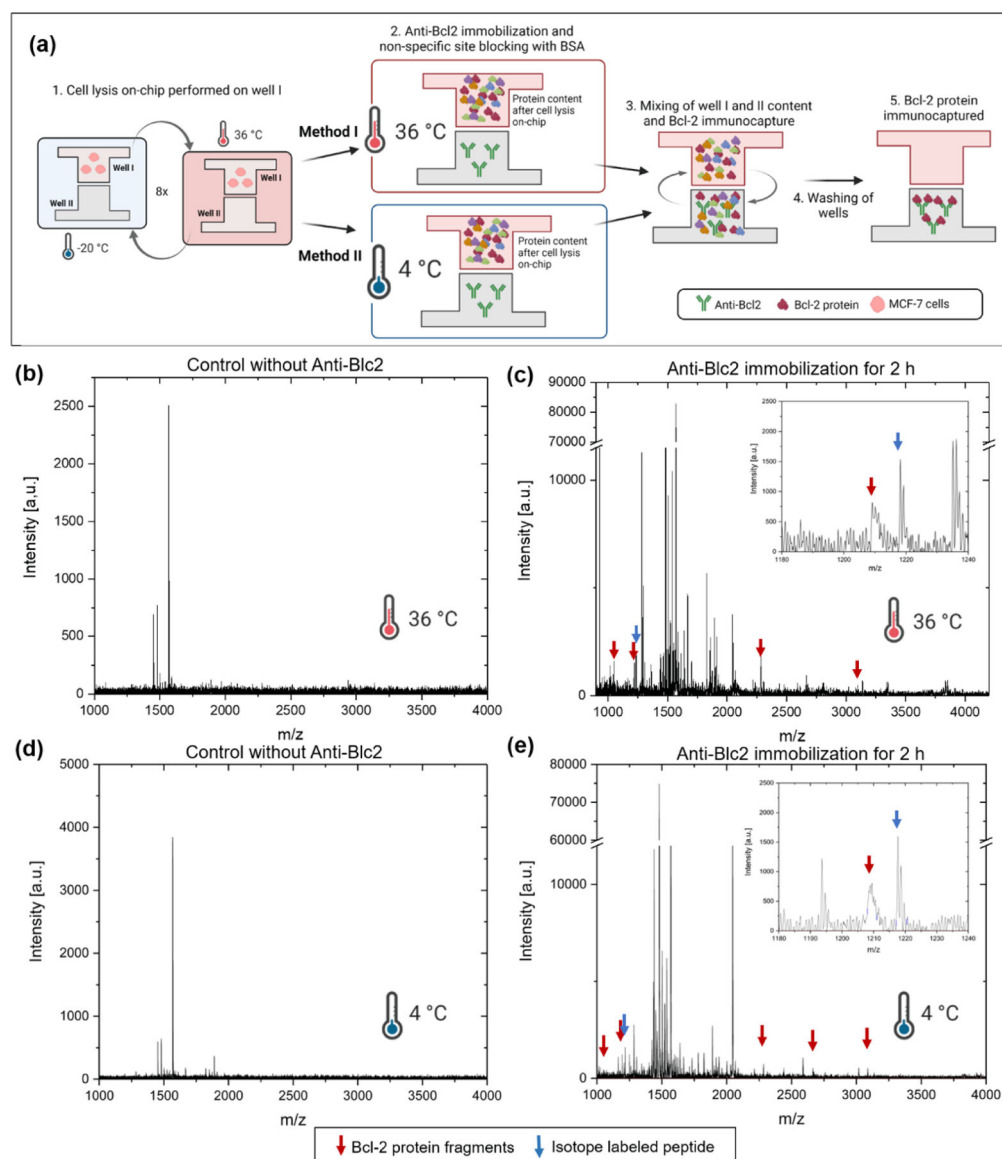 (a)
2. Anti-Bcl2 immobilization and
non-specific site blocking with BSA
1. Cell lysis on-chip performed on well I
36 °C
Well I
Well II
-20 °C
8x
Well I
Well II
Method I
36 °C
Protein content
after cell lysis
on-chip
Method II
4 °C
Protein content
after cell lysis
on-chip
3. Mixing of well I and II content
and Bcl-2 immunocapture
4. Washing of
wells
5. Bcl-2 protein
immunocaptured
Anti-Bcl2
Bcl-2 protein
MCF-7 cells
(b)
Control without Anti-Blc2
Intensity [a,u.]
2500
2000
1500
1000
500
0
36 °C
1000 1500 2000 2500 3000 3500 4000
m/z
(c)
Anti-Blc2 immobilization for 2 h
Intensity [a.u.]
90000
80000
70000
10000
5000
0
Intensity [a.u.]
2500
2000
1500
1000
500
0
1180 1200 1220 1240
m/z
36 °C
1000 1500 2000 2500 3000 3500 4000
m/z
(d)
Control without Anti-Blc2
Intensity [a.u.]
5000
4000
3000
2000
1000
0
4 °C
1000 1500 2000 2500 3000 3500 4000
m/z
(e)
Anti-Blc2 immobilization for 2 h
Intensity [a.u.]
80000
70000
60000
10000
5000
0
Intensity [a.u.]
2500
2000
1500
1000
500
0
1180 1190 1200 1210 1220 1230 1240
m/z
4 °C
1000 1500 2000 2500 3000 3500 4000
m/z
Bcl-2 protein fragments
Isotope labeled peptide